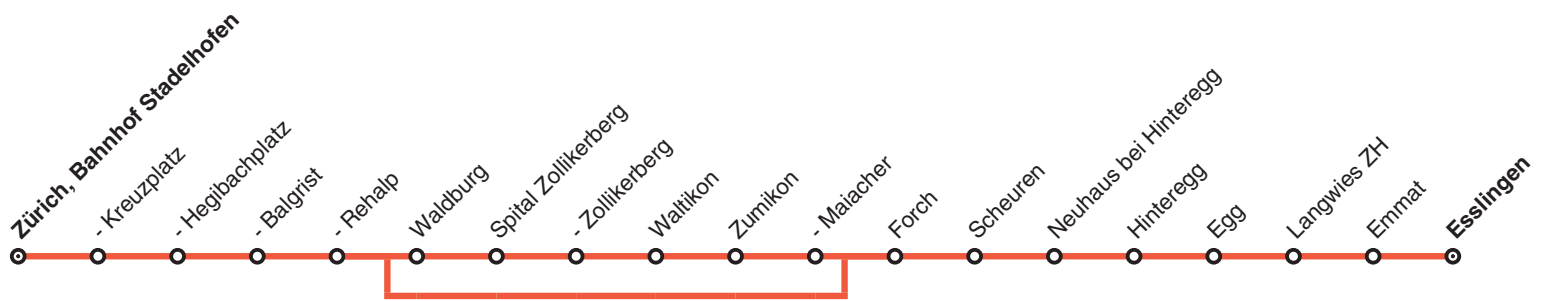 Zürich, Bahnhof Stadelhofen
- Kreuzplatz
- Hegibachplatz
- Balgrist
- Rehalp
Waldburg
Spital Zollikerberg
- Zollikerberg
Waltikon
Zumikon
- Maiacher
Forch
Scheuren
Neuhaus bei Hinteregg
Hinteregg
Egg
Langwies ZH
Emmat
Esslingen